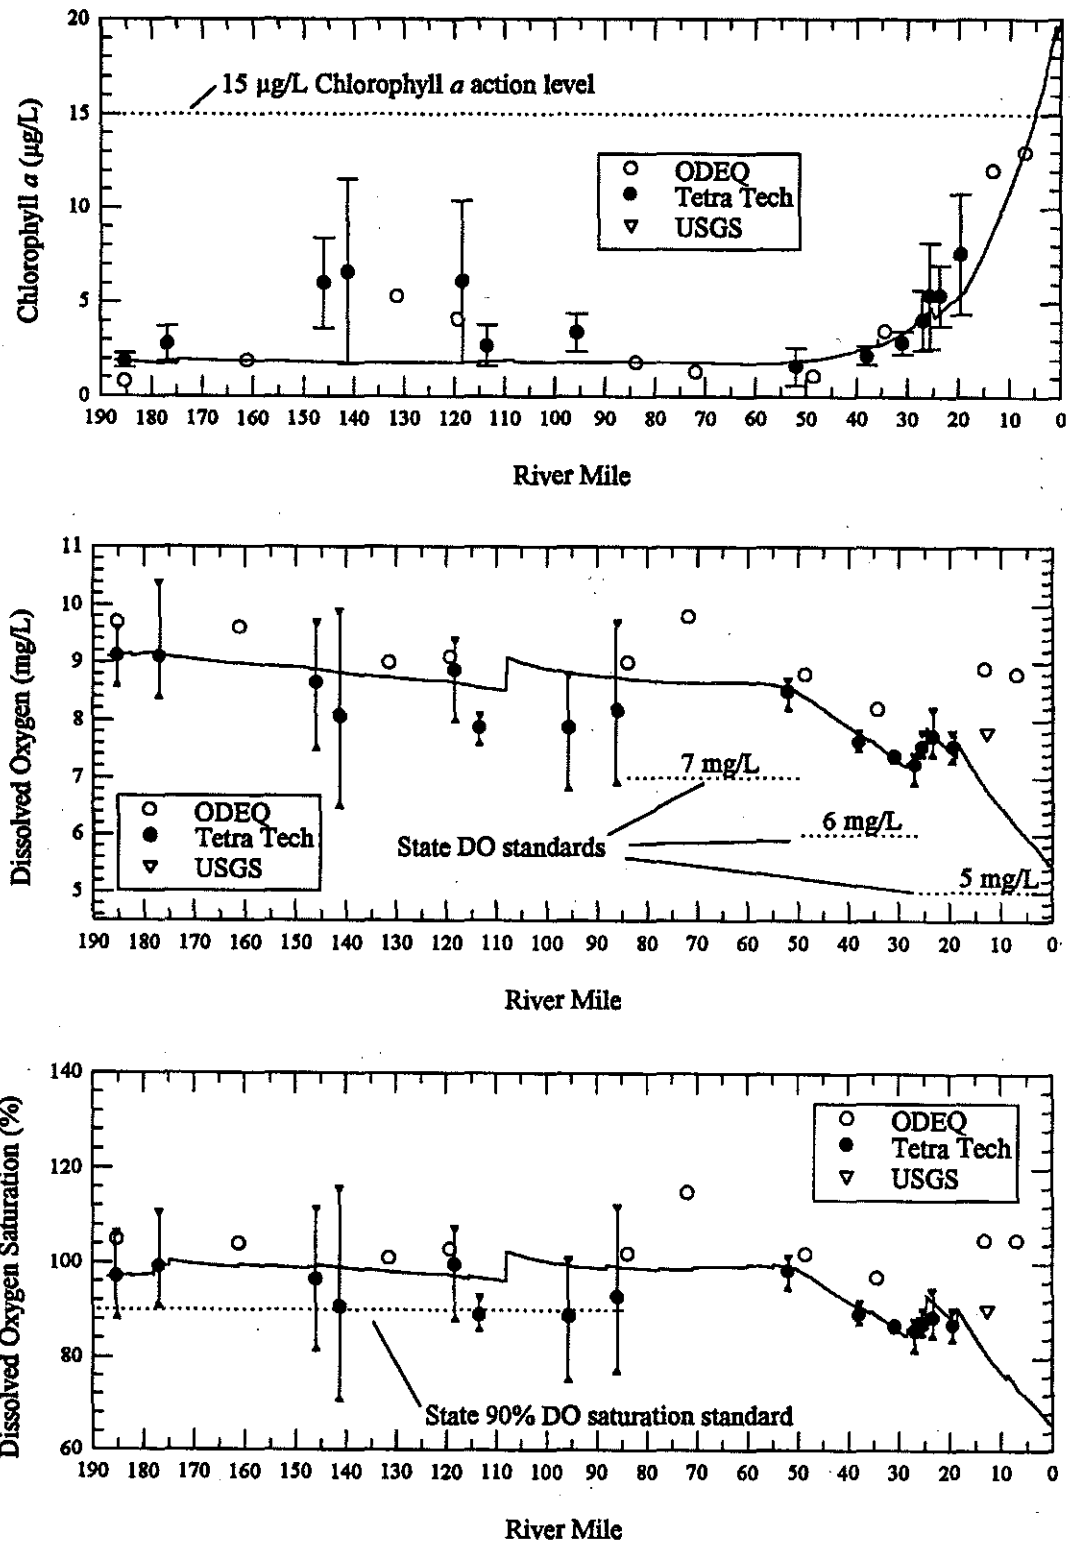 20
15 µg/L Chlorophyll a action level
15
ODEQ
Tetra Tech
USGS
10
5
0
Chlorophyll a (µg/L)
190 180 170 160 150 140 130 120 110 100 90 80 70 60 50 40 30 20 10 0
River Mile
11
10
9
8
7
6
5
Dissolved Oxygen (mg/L)
7 mg/L
ODEQ
Tetra Tech
USGS
State DO standards
6 mg/L
5 mg/L
190 180 170 160 150 140 130 120 110 100 90 80 70 60 50 40 30 20 10 0
River Mile
140
120
100
80
60
Dissolved Oxygen Saturation (%)
ODEQ
Tetra Tech
USGS
State 90% DO saturation standard
190 180 170 160 150 140 130 120 110 100 90 80 70 60 50 40 30 20 10 0
River Mile